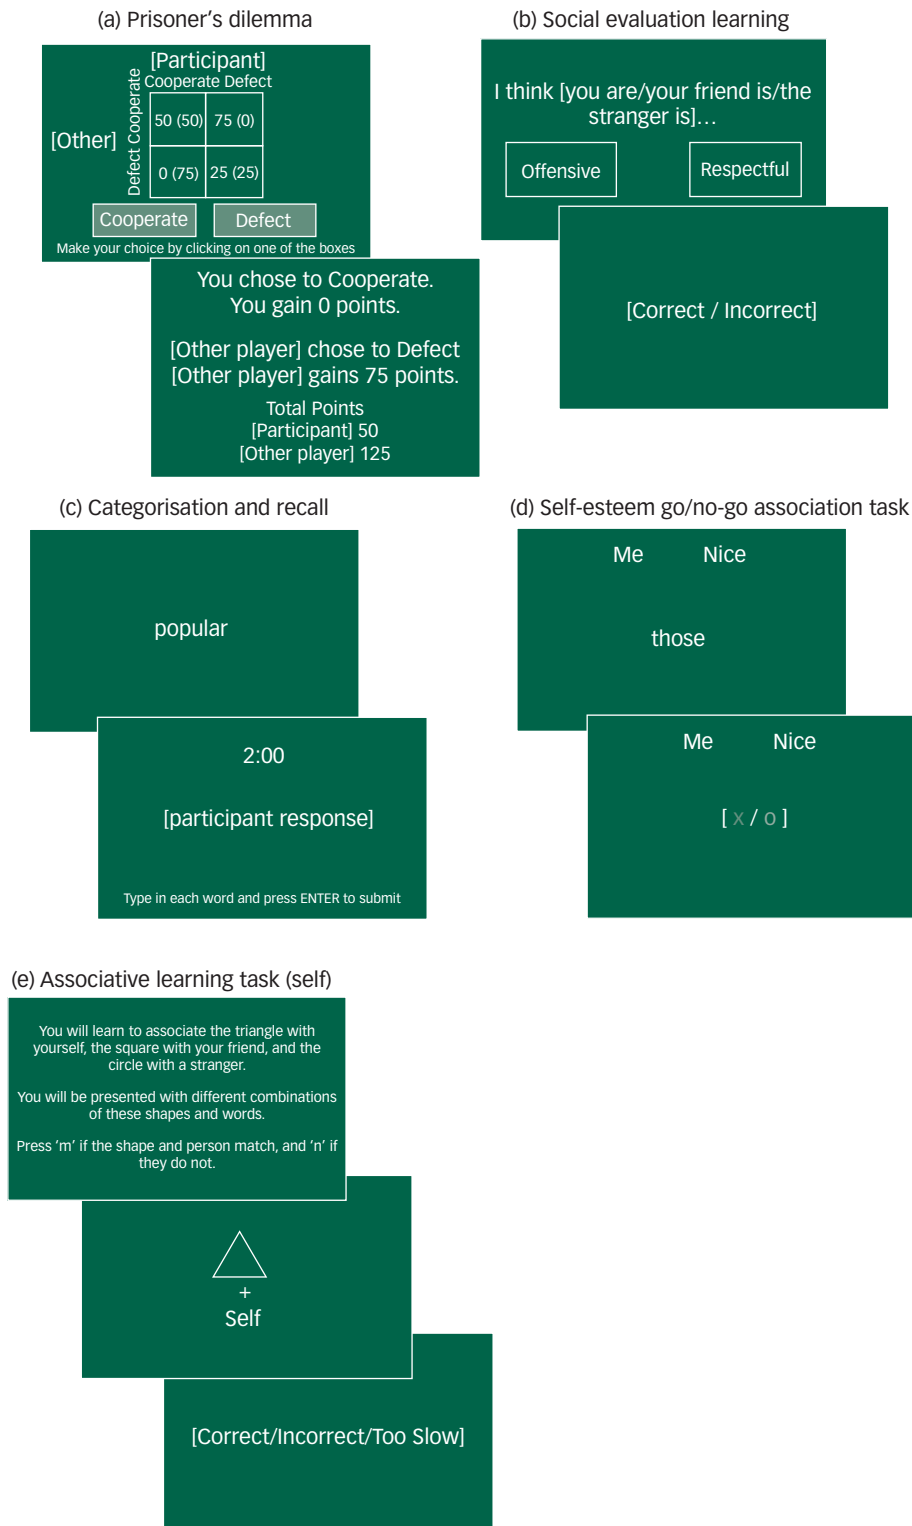 (a) Prisoner's dilemma
[Participant]
Cooperate Defect
[Other]
Defect Cooperate
50 (50) 75 (0)
0 (75) 25 (25)
Cooperate Defect
Make your choice by clicking on one of the boxes
You chose to Cooperate.
You gain 0 points.
[Other player] chose to Defect
[Other player] gains 75 points.
Total Points
[Participant] 50
[Other player] 125
(b) Social evaluation learning
I think [you are/your friend is/the
stranger is]…
Offensive Respectful
[Correct / Incorrect]
(c) Categorisation and recall
popular
2:00
[participant response]
Type in each word and press ENTER to submit
(d) Self-esteem go/no-go association task
Me Nice
those
Me Nice
[ x / o ]
(e) Associative learning task (self)
You will learn to associate the triangle with
yourself, the square with your friend, and the
circle with a stranger.
You will be presented with different combinations
of these shapes and words.
Press 'm' if the shape and person match, and 'n' if
they do not.
+
Self
[Correct/Incorrect/Too Slow]